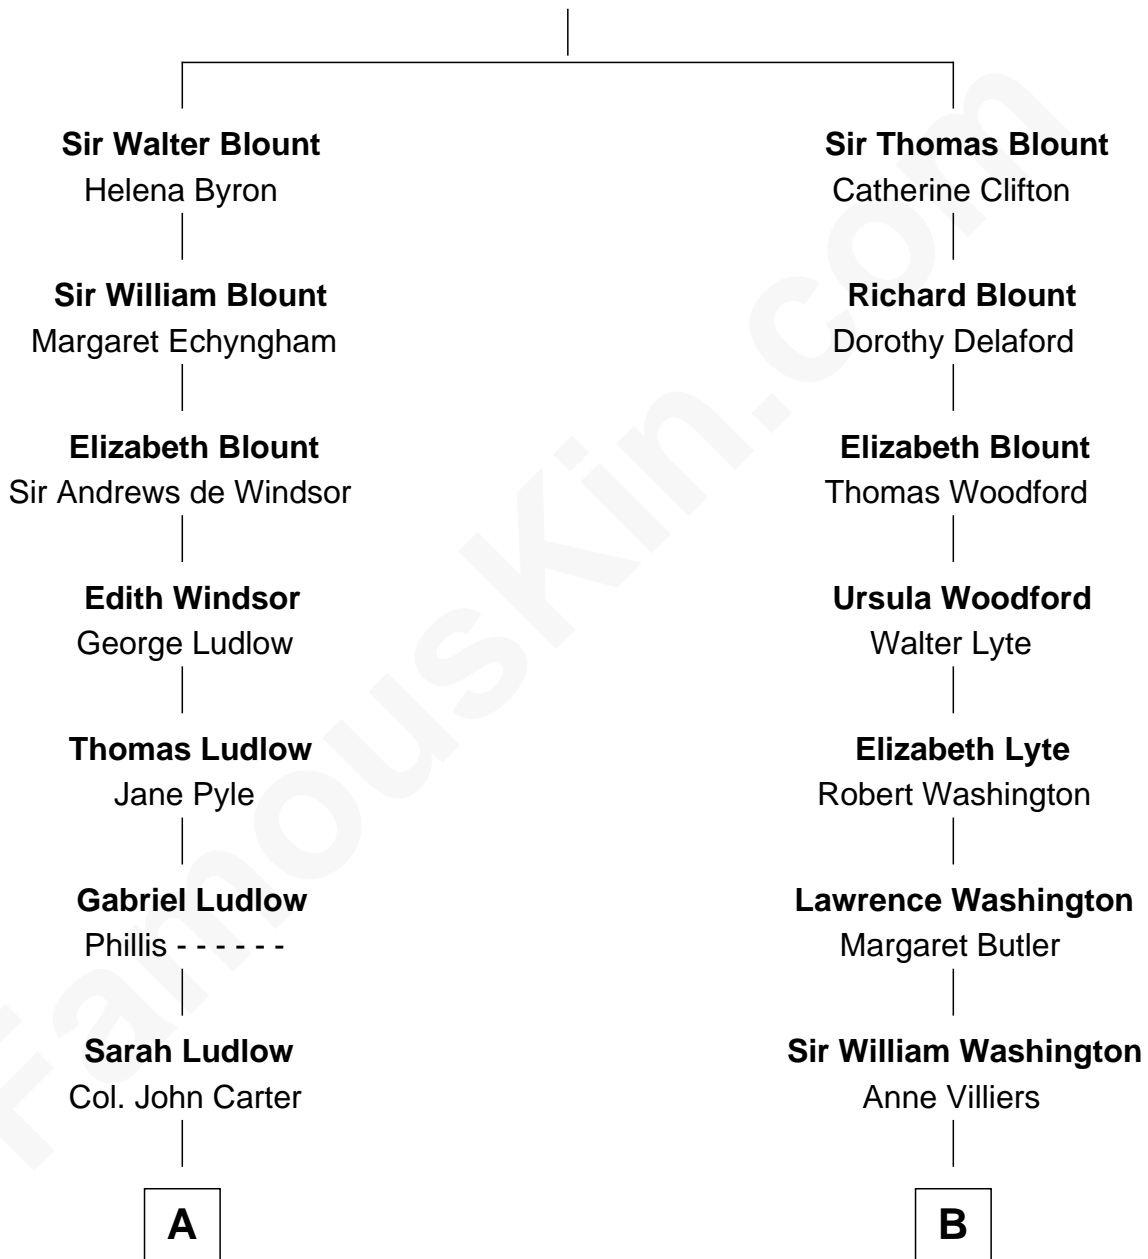 Sir Walter Blount
Helena Byron
Sir William Blount
Margaret Echyngham
Elizabeth Blount
Sir Andrews de Windsor
Edith Windsor
George Ludlow
Thomas Ludlow
Jane Pyle
Gabriel Ludlow
Phillis - - - - - -
Sarah Ludlow
Col. John Carter
A
Sir Thomas Blount
Catherine Clifton
Richard Blount
Dorothy Delaford
Elizabeth Blount
Thomas Woodford
Ursula Woodford
Walter Lyte
Elizabeth Lyte
Robert Washington
Lawrence Washington
Margaret Butler
Sir William Washington
Anne Villiers
B
FamousKin.com